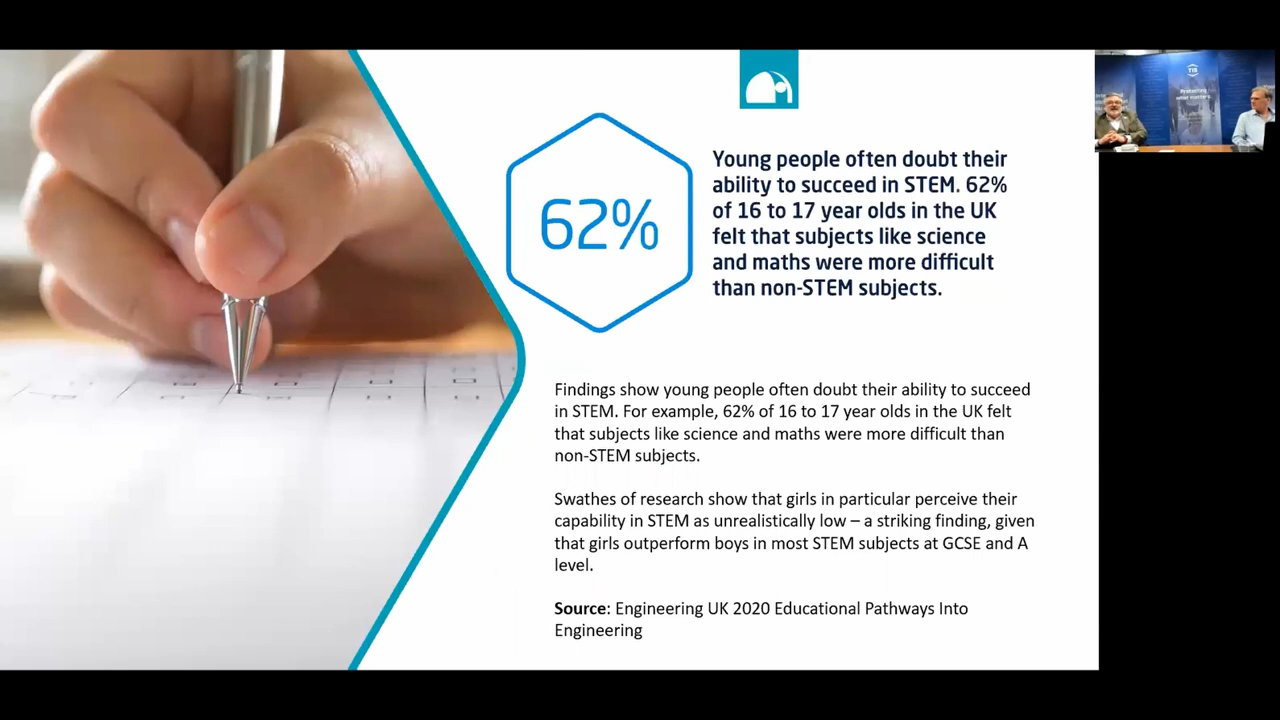 62%
Young people often doubt their
ability to succeed in STEM. 62%
of 16 to 17 year olds in the UK
felt that subjects like science
and maths were more difficult
than non-STEM subjects.
Findings show young people often doubt their ability to succeed
in STEM. For example, 62% of 16 to 17 year olds in the UK felt
that subjects like science and maths were more difficult than
non-STEM subjects.
Swathes of research show that girls in particular perceive their
capability in STEM as unrealistically low – a striking finding, given
that girls outperform boys in most STEM subjects at GCSE and A
level.
Source: Engineering UK 2020 Educational Pathways Into
Engineering
TIS
Protecting
what matters